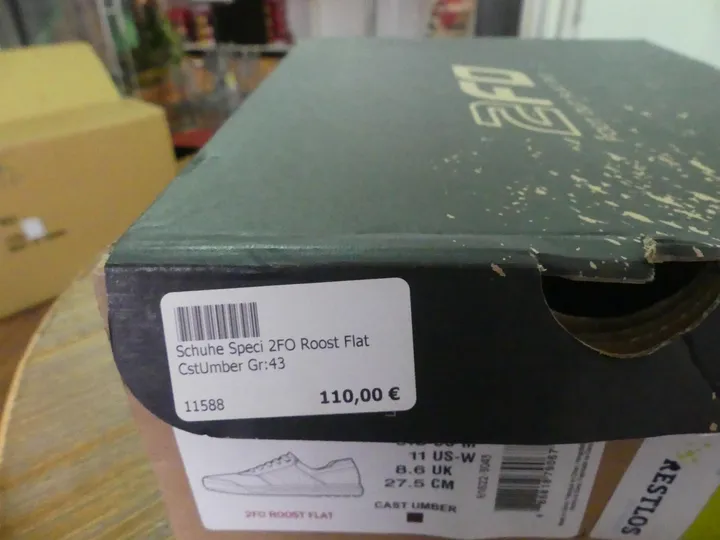 2FO
Schuhe Speci 2FO Roost Flat
CstUmber Gr:43
11588
110,00 €
11 US-W
8.6 UK
27.5 CM
CAST UMBER
2FO ROOST FLAT
RESTLOS